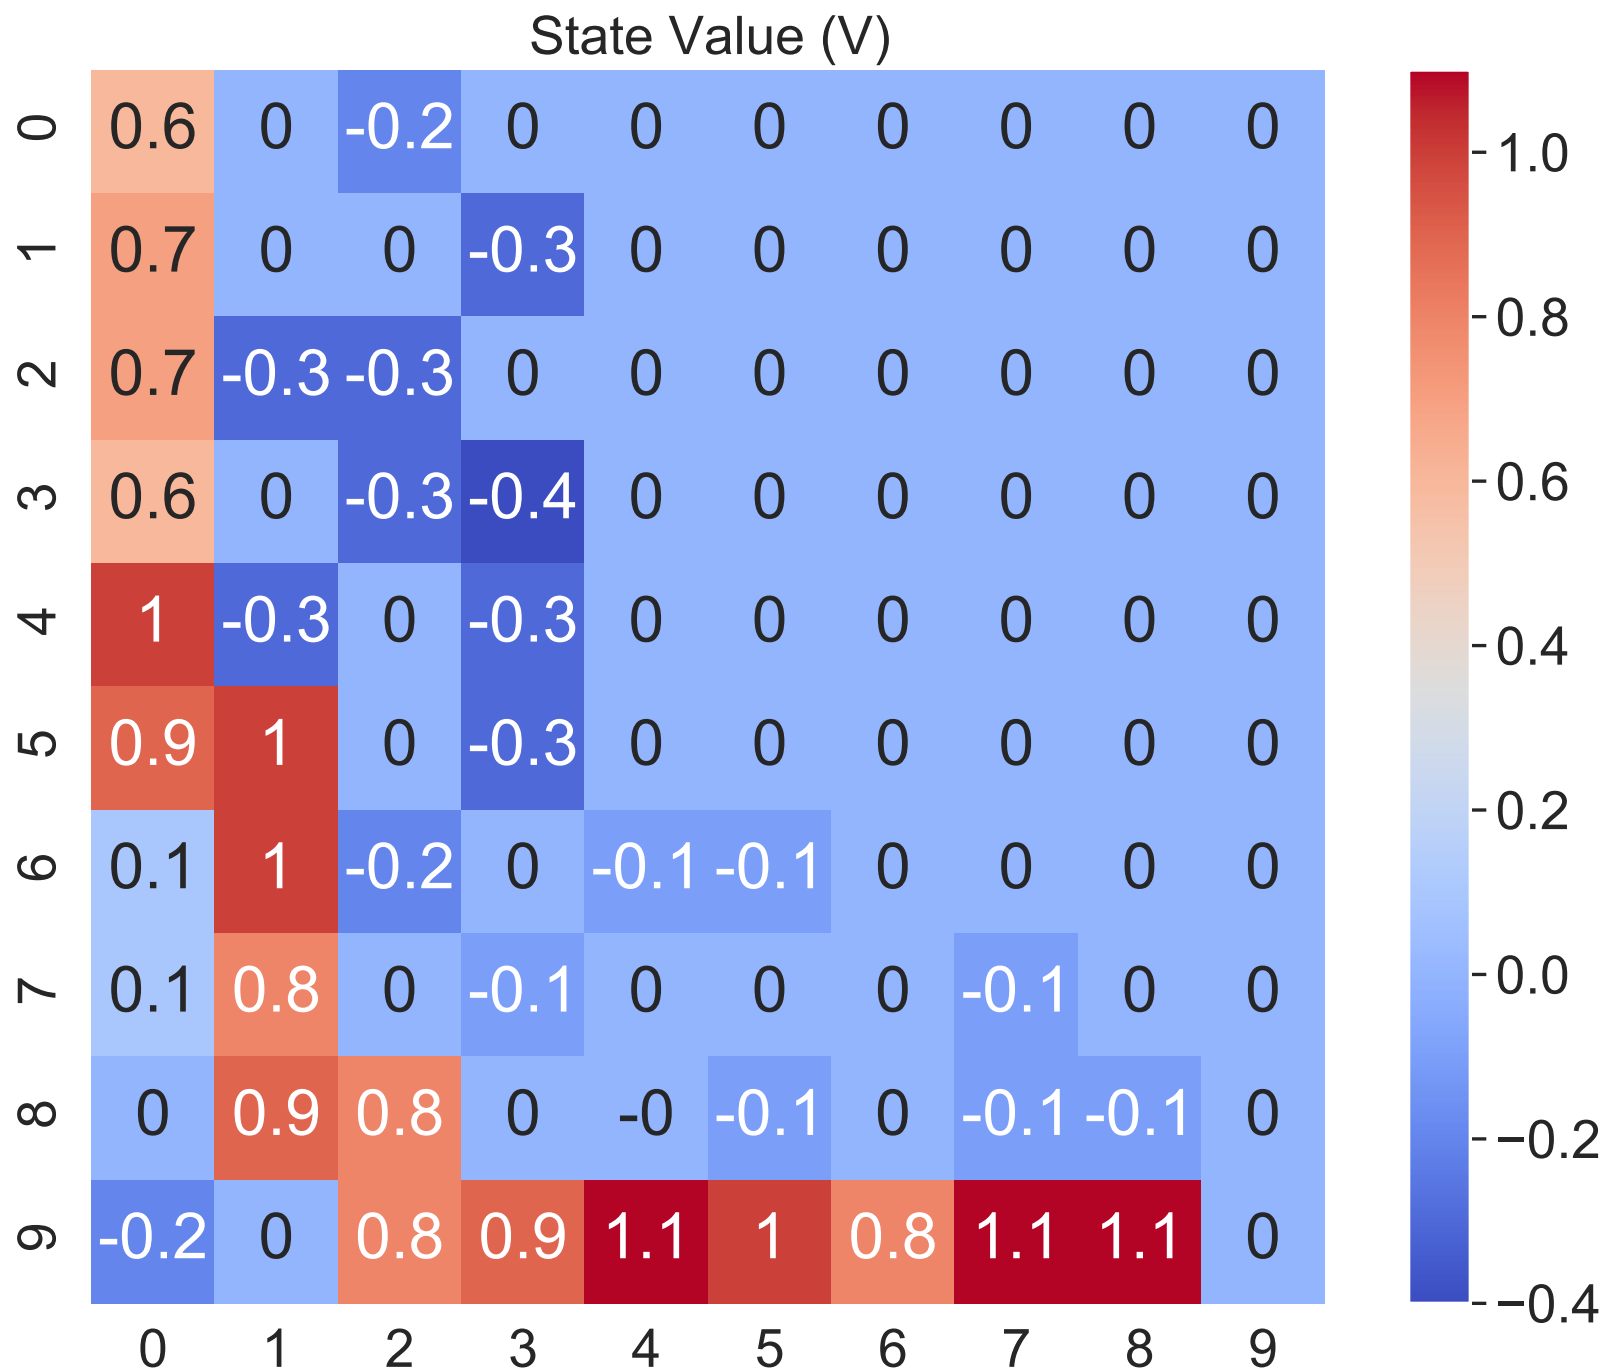 State Value (V)
0 0.6 0 -0.2 0 0 0 0 0 0 0
1 0.7 0 0 -0.3 0 0 0 0 0 0
2 0.7 -0.3 -0.3 0 0 0 0 0 0 0
3 0.6 0 -0.3 -0.4 0 0 0 0 0 0
4 1 -0.3 0 -0.3 0 0 0 0 0 0
5 0.9 1 0 -0.3 0 0 0 0 0 0
6 0.1 1 -0.2 0 -0.1 -0.1 0 0 0 0
7 0.1 0.8 0 -0.1 0 0 0 -0.1 0 0
8 0 0.9 0.8 0 -0 -0.1 0 -0.1 -0.1 0
9 -0.2 0 0.8 0.9 1.1 1 0.8 1.1 1.1 0
0 1 2 3 4 5 6 7 8 9
1.0
0.8
0.6
0.4
0.2
0.0
−0.2
−0.4